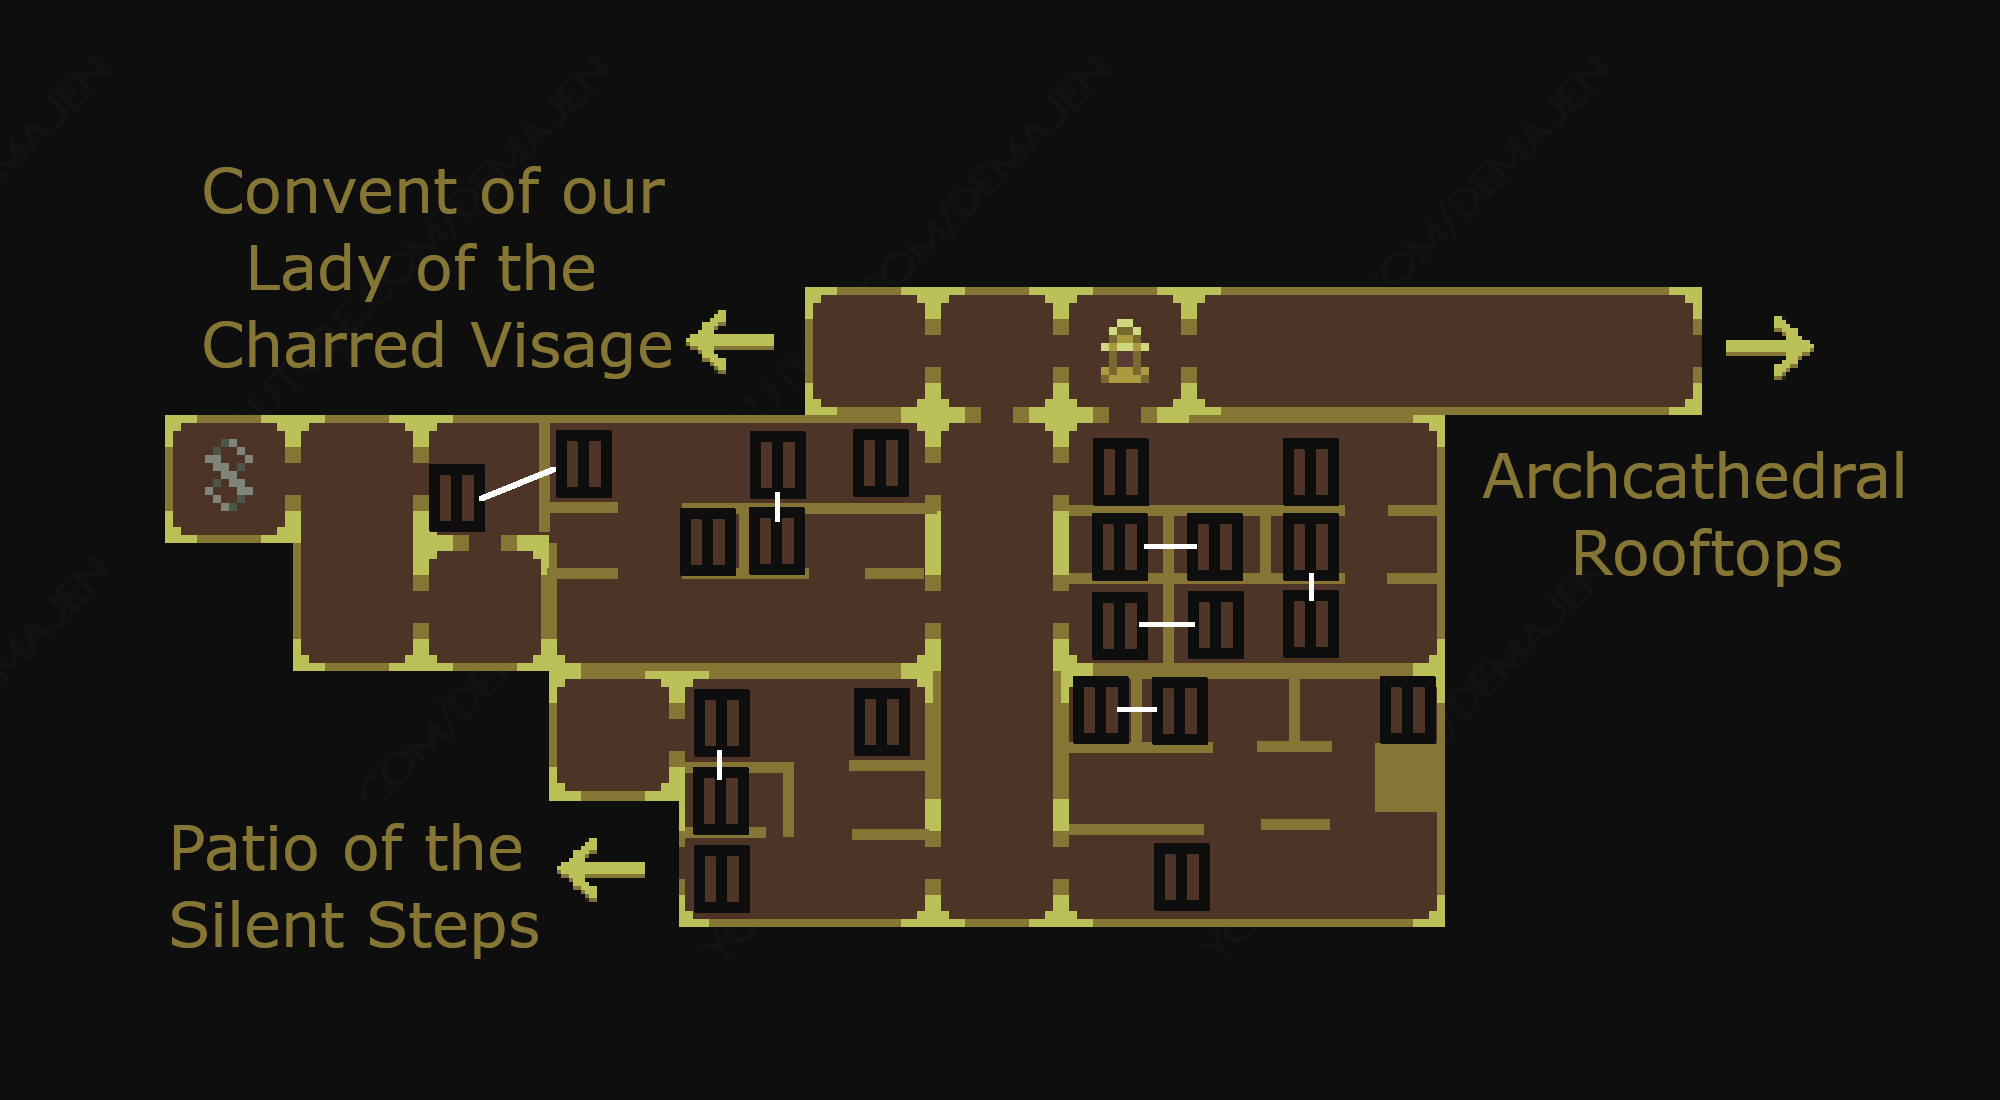 Convent of our
Lady of the
Charred Visage
Archcathedral
Rooftops
Patio of the
Silent Steps